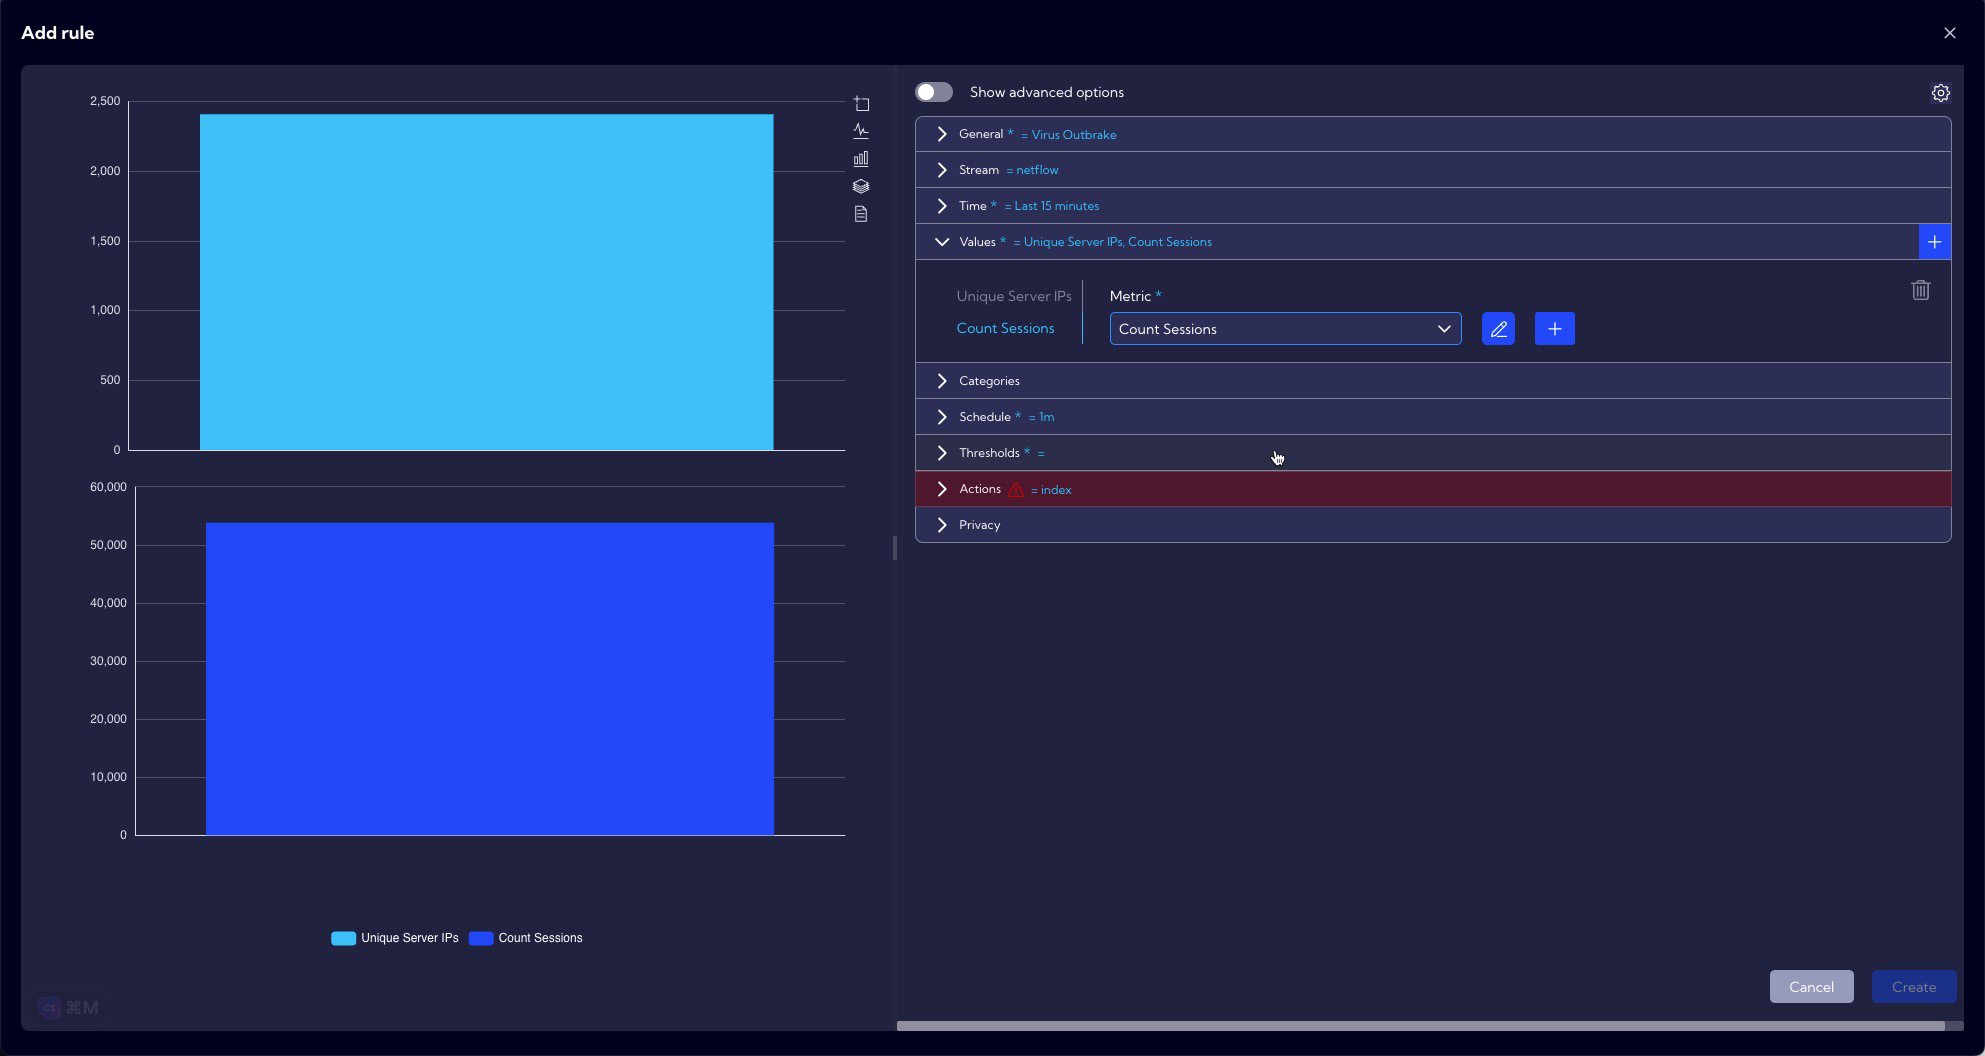 Add rule
2,500
2,000
1,500
1,000
500
0
60,000
50,000
40,000
30,000
20,000
10,000
0
Unique Server IPs Count Sessions
CS ⌘M
Show advanced options
General * = Virus Outbrake
Stream = netflow
Time * = Last 15 minutes
Values * = Unique Server IPs, Count Sessions
Unique Server IPs
Count Sessions
Metric *
Count Sessions
Categories
Schedule * = 1m
Thresholds * =
Actions = index
Privacy
Cancel Create